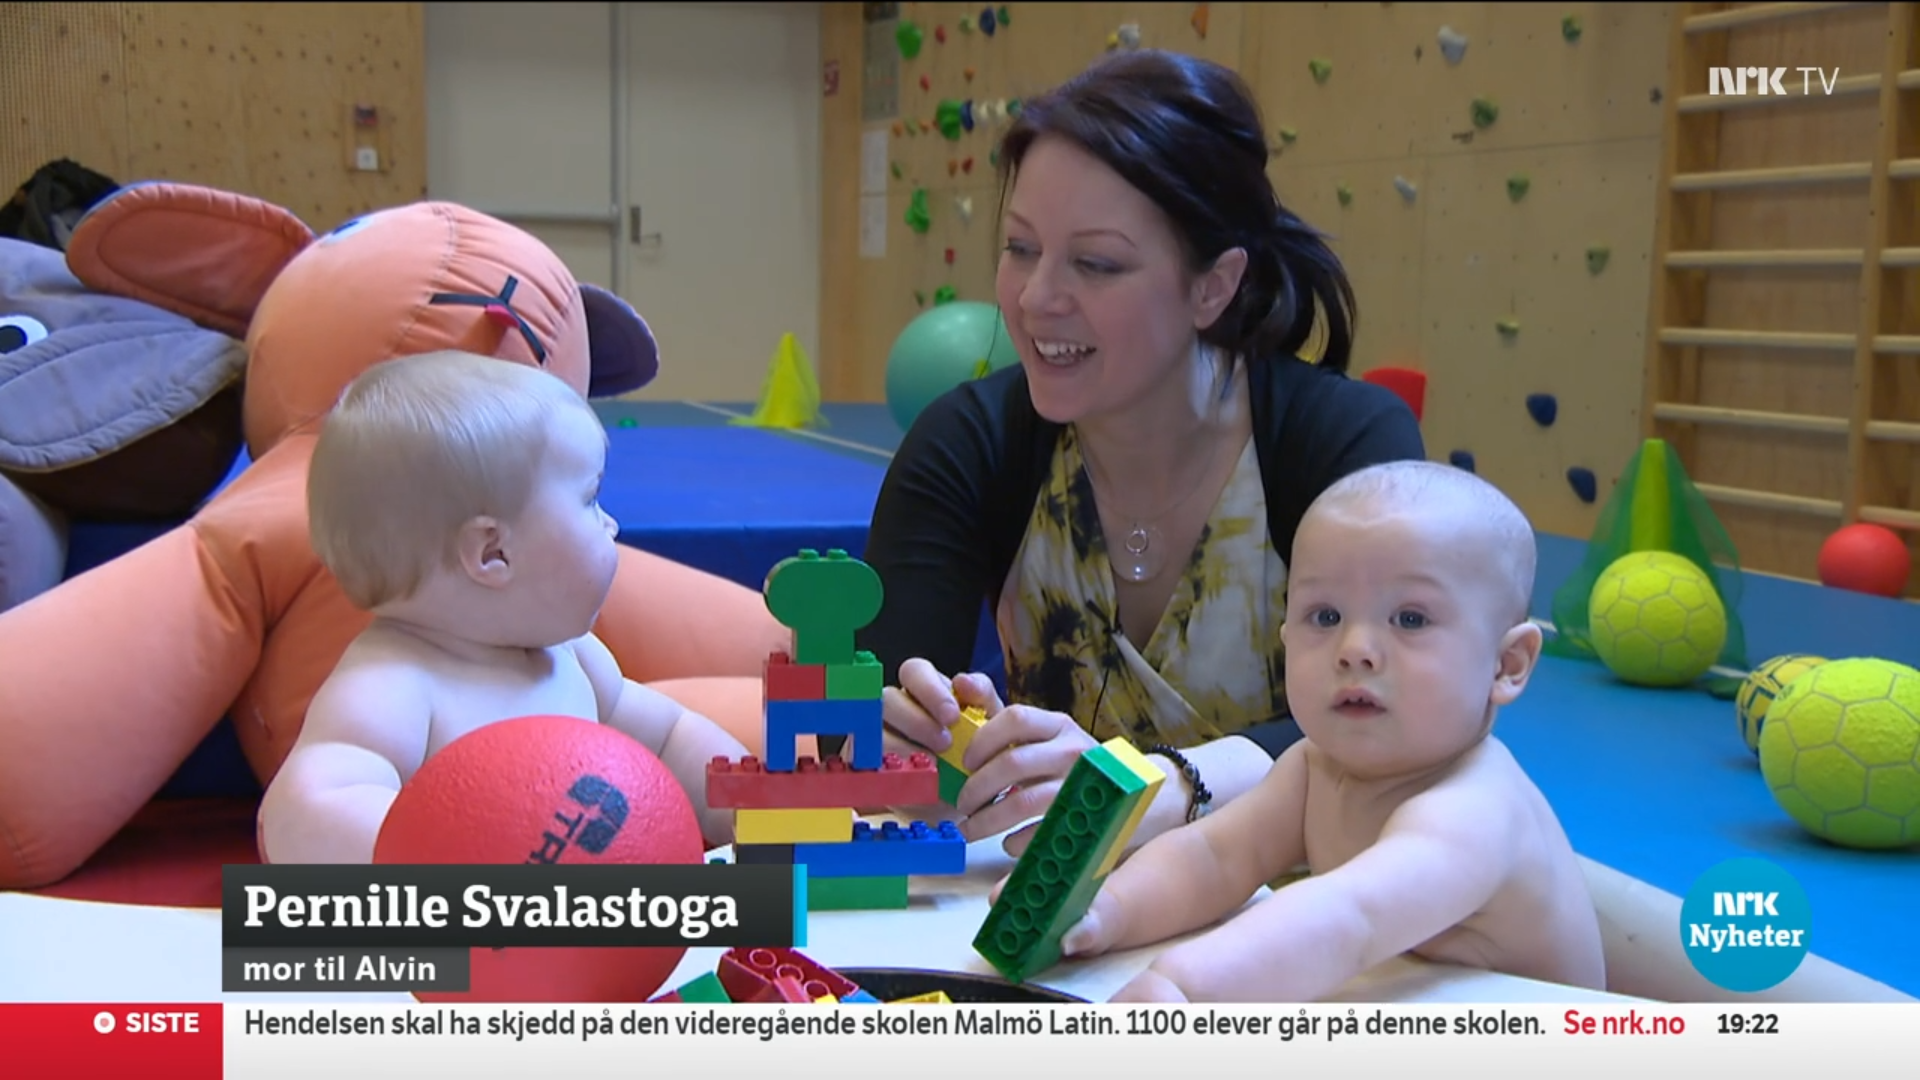 nrk TV
Pernille Svalastoga
mor til Alvin
nrk
Nyheter
SISTE
Hendelsen skal ha skjedd på den videregående skolen Malmö Latin. 1100 elever går på denne skolen. Se nrk.no 19:22